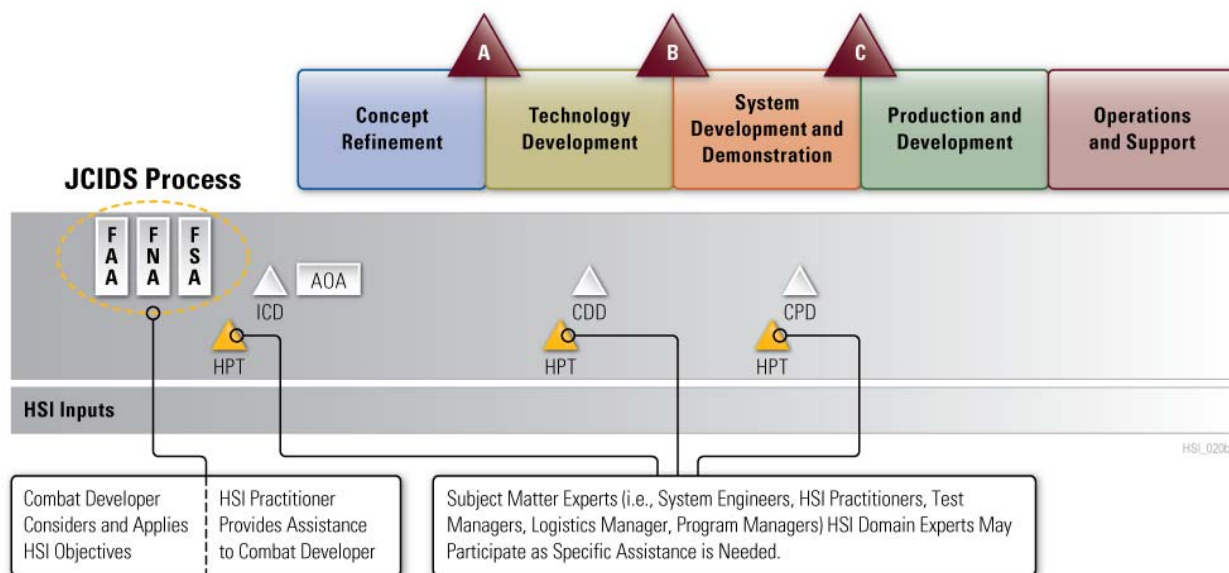 A
B
C
Concept
Refinement
Technology
Development
System
Development and
Demonstration
Production and
Development
Operations
and Support
JCIDS Process
FAA
FNA
FSA
ICD
AOA
CDD
CPD
HPT
HPT
HPT
HSI Inputs
HSI_020b
Combat Developer
Considers and Applies
HSI Objectives
HSI Practitioner
Provides Assistance
to Combat Developer
Subject Matter Experts (i.e., System Engineers, HSI Practitioners, Test
Managers, Logistics Manager, Program Managers) HSI Domain Experts May
Participate as Specific Assistance is Needed.